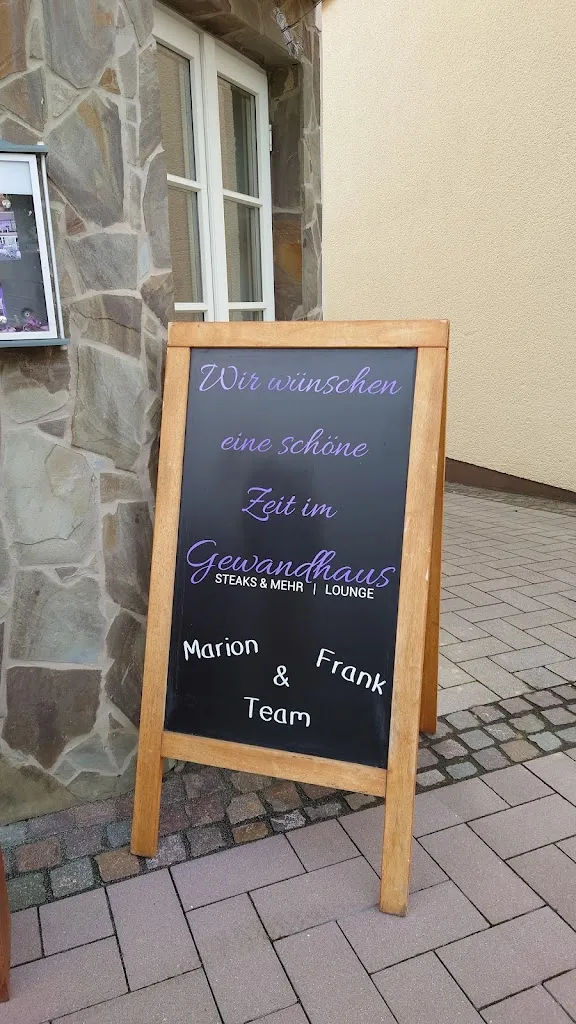 Wir wünschen
eine schöne
Zeit im
Gewandhaus
STEAKS & MEHR | LOUNGE
Marion
& Frank
Team